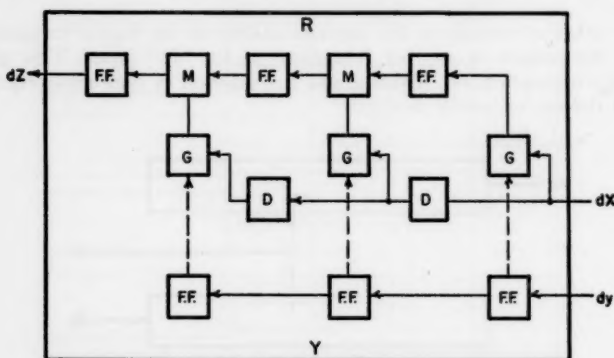 R
dZ F.F. M F.F. M F.F.
G G G
D D dX
F.F. F.F. F.F. dy
Y